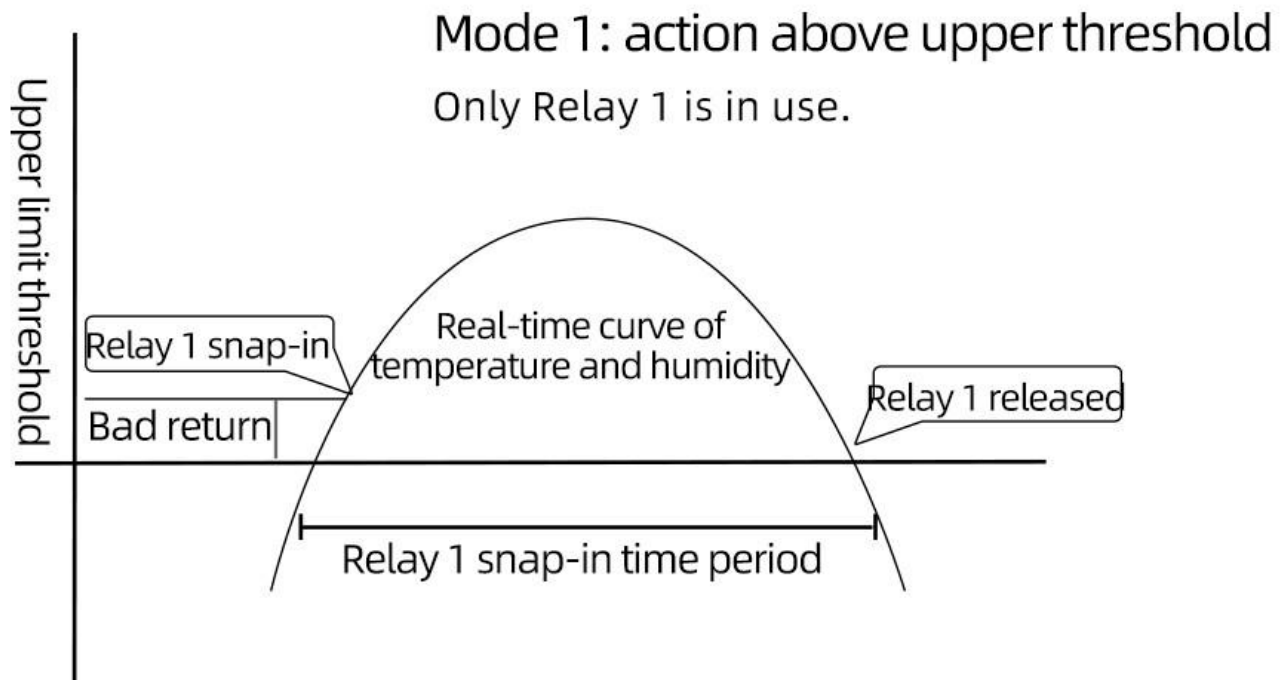 Mode 1: action above upper threshold
Only Relay 1 is in use.
Upper limit threshold
Relay 1 snap-in
Real-time curve of
temperature and humidity
Relay 1 released
Bad return
Relay 1 snap-in time period